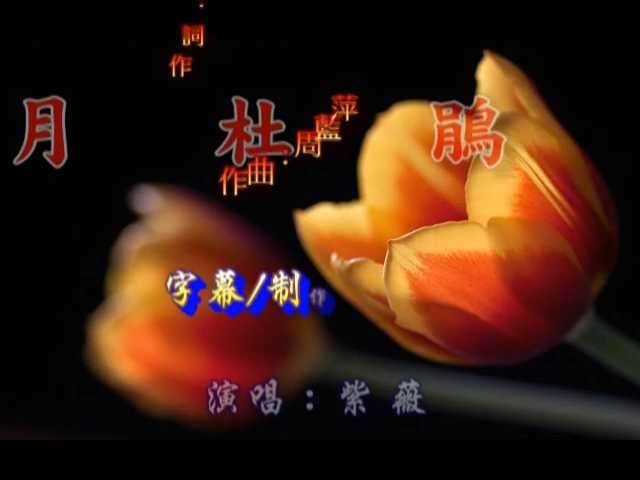 作詞：
月 杜 鵑
作曲：周藍萍
字幕/制作
演唱：紫薇